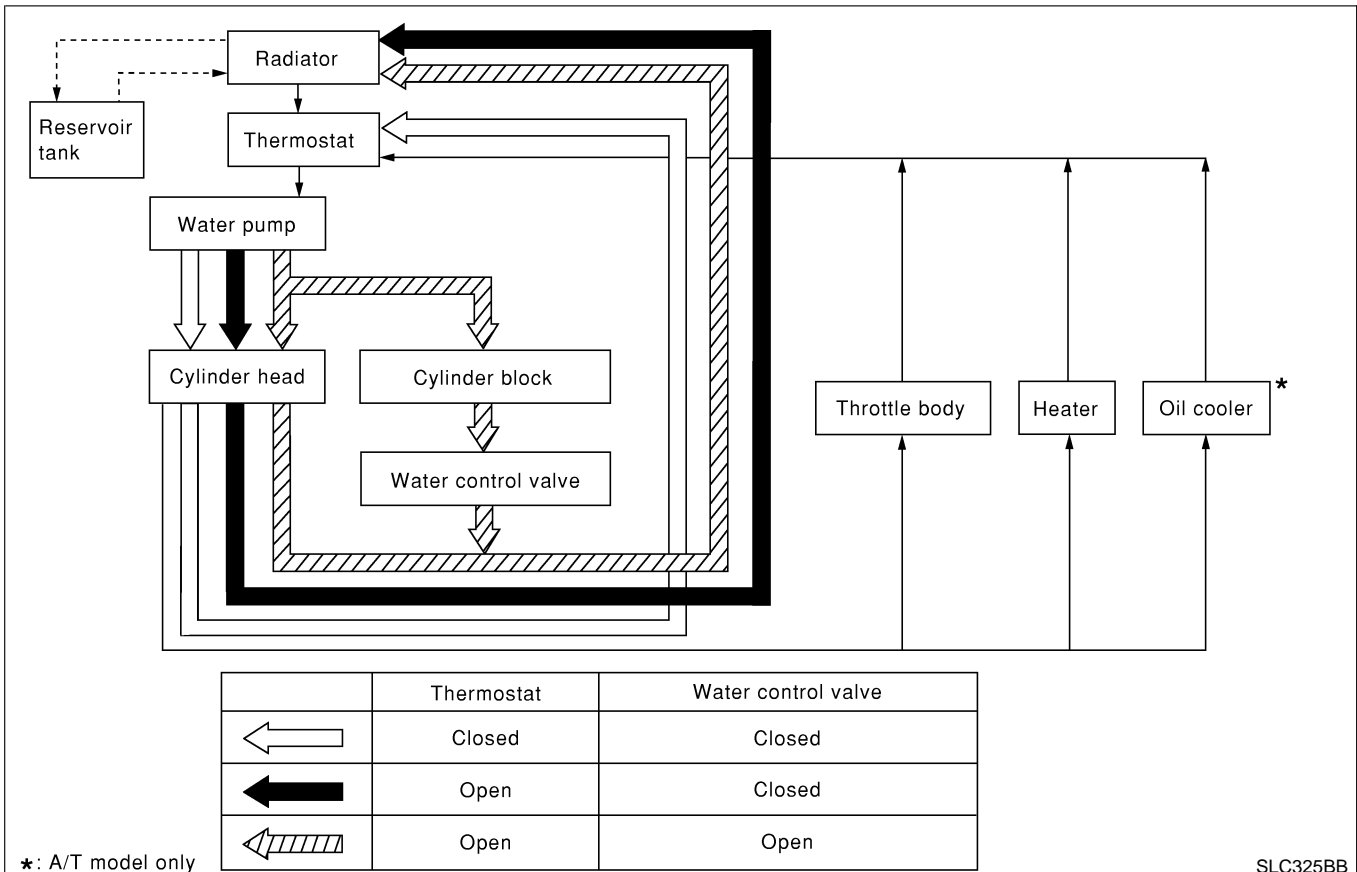 Radiator
Reservoir
tank
Thermostat
Water pump
Cylinder head
Cylinder block
Water control valve
Throttle body
Heater
Oil cooler
*
Thermostat Water control valve
Closed Closed
Open Closed
Open Open
*: A/T model only
SLC325BB